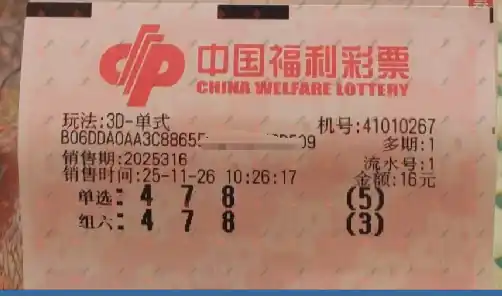 中国福利彩票
CHINA WELFARE LOTTERY
玩法:3D-单式 机号:41010267
B06DDA0AA3C88655 D509 多期:1
销售期:2025316 流水号:1
销售时间:25-11-26 10:26:17 金额:16元
单选: 4 7 8 (5)
组六: 4 7 8 (3)